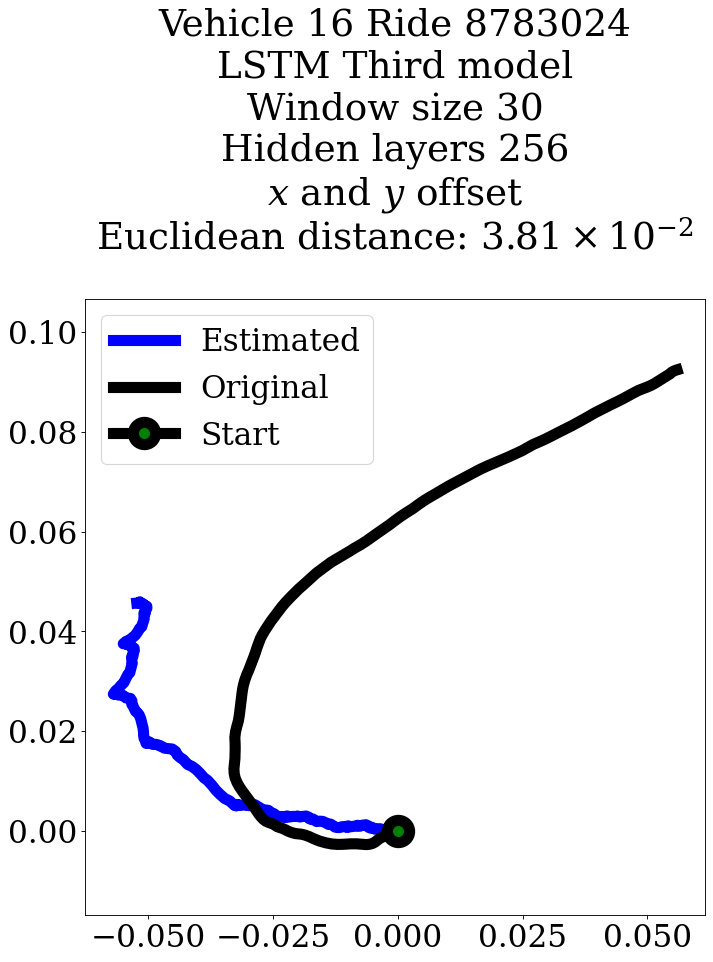 Vehicle 16 Ride 8783024
LSTM Third model
Window size 30
Hidden layers 256
x and y offset
Euclidean distance: 3.81 × 10⁻²
Estimated
Original
Start
0.10
0.08
0.06
0.04
0.02
0.00
−0.050 −0.025 0.000 0.025 0.050